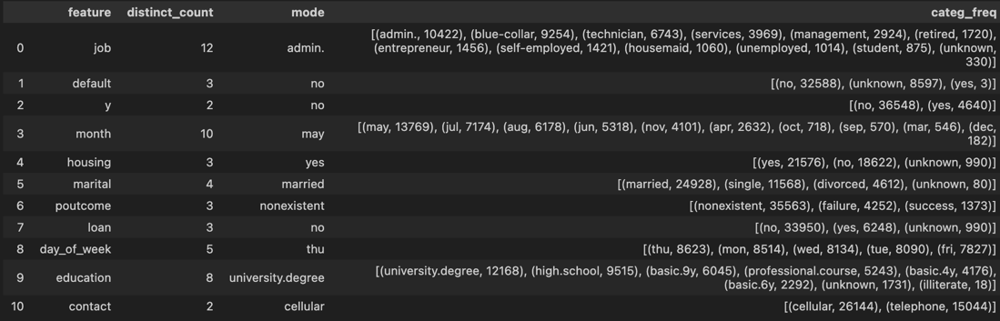 feature distinct_count mode categ_freq
0 job 12 admin. [(admin., 10422), (blue-collar, 9254), (technician, 6743), (services, 3969), (management, 2924), (retired, 1720),
(entrepreneur, 1456), (self-employed, 1421), (housemaid, 1060), (unemployed, 1014), (student, 875), (unknown,
330)]
1 default 3 no [(no, 32588), (unknown, 8597), (yes, 3)]
2 y 2 no [(no, 36548), (yes, 4640)]
3 month 10 may [(may, 13769), (jul, 7174), (aug, 6178), (jun, 5318), (nov, 4101), (apr, 2632), (oct, 718), (sep, 570), (mar, 546), (dec,
182)]
4 housing 3 yes [(yes, 21576), (no, 18622), (unknown, 990)]
5 marital 4 married [(married, 24928), (single, 11568), (divorced, 4612), (unknown, 80)]
6 poutcome 3 nonexistent [(nonexistent, 35563), (failure, 4252), (success, 1373)]
7 loan 3 no [(no, 33950), (yes, 6248), (unknown, 990)]
8 day_of_week 5 thu [(thu, 8623), (mon, 8514), (wed, 8134), (tue, 8090), (fri, 7827)]
9 education 8 university.degree [(university.degree, 12168), (high.school, 9515), (basic.9y, 6045), (professional.course, 5243), (basic.4y, 4176),
(basic.6y, 2292), (unknown, 1731), (illiterate, 18)]
10 contact 2 cellular [(cellular, 26144), (telephone, 15044)]